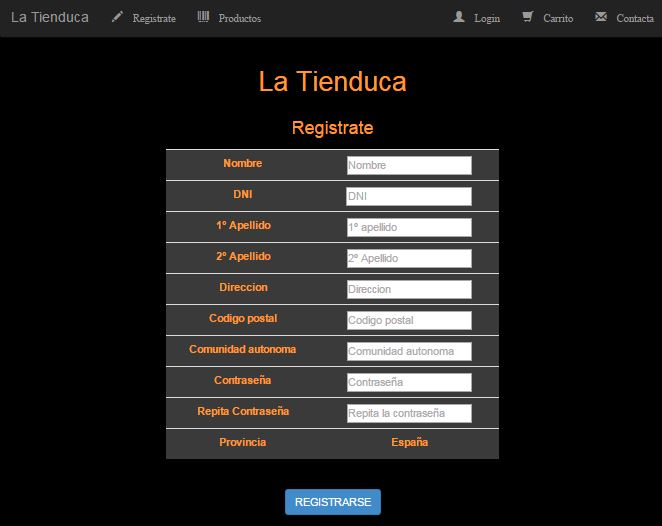 La Tienduca Registrate Productos Login Carrito Contacta
La Tienduca
Registrate
Nombre Nombre
DNI DNI
1º Apellido 1º apellido
2º Apellido 2º Apellido
Direccion Direccion
Codigo postal Codigo postal
Comunidad autonoma Comunidad autonoma
Contraseña Contraseña
Repita Contraseña Repita la contraseña
Provincia España
REGISTRARSE